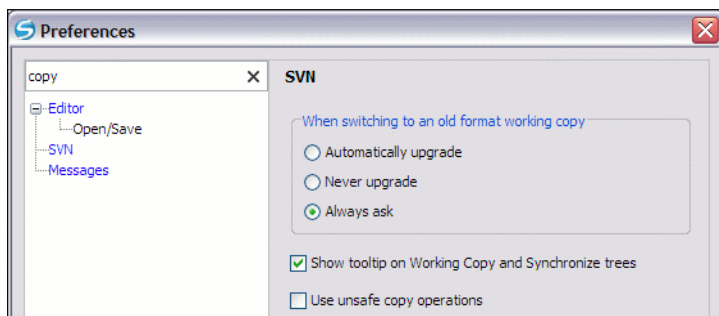 Preferences
copy
SVN
Editor
When switching to an old format working copy
Open/Save
Automatically upgrade
SVN
Messages
Never upgrade
Always ask
Show tooltip on Working Copy and Synchronize trees
Use unsafe copy operations